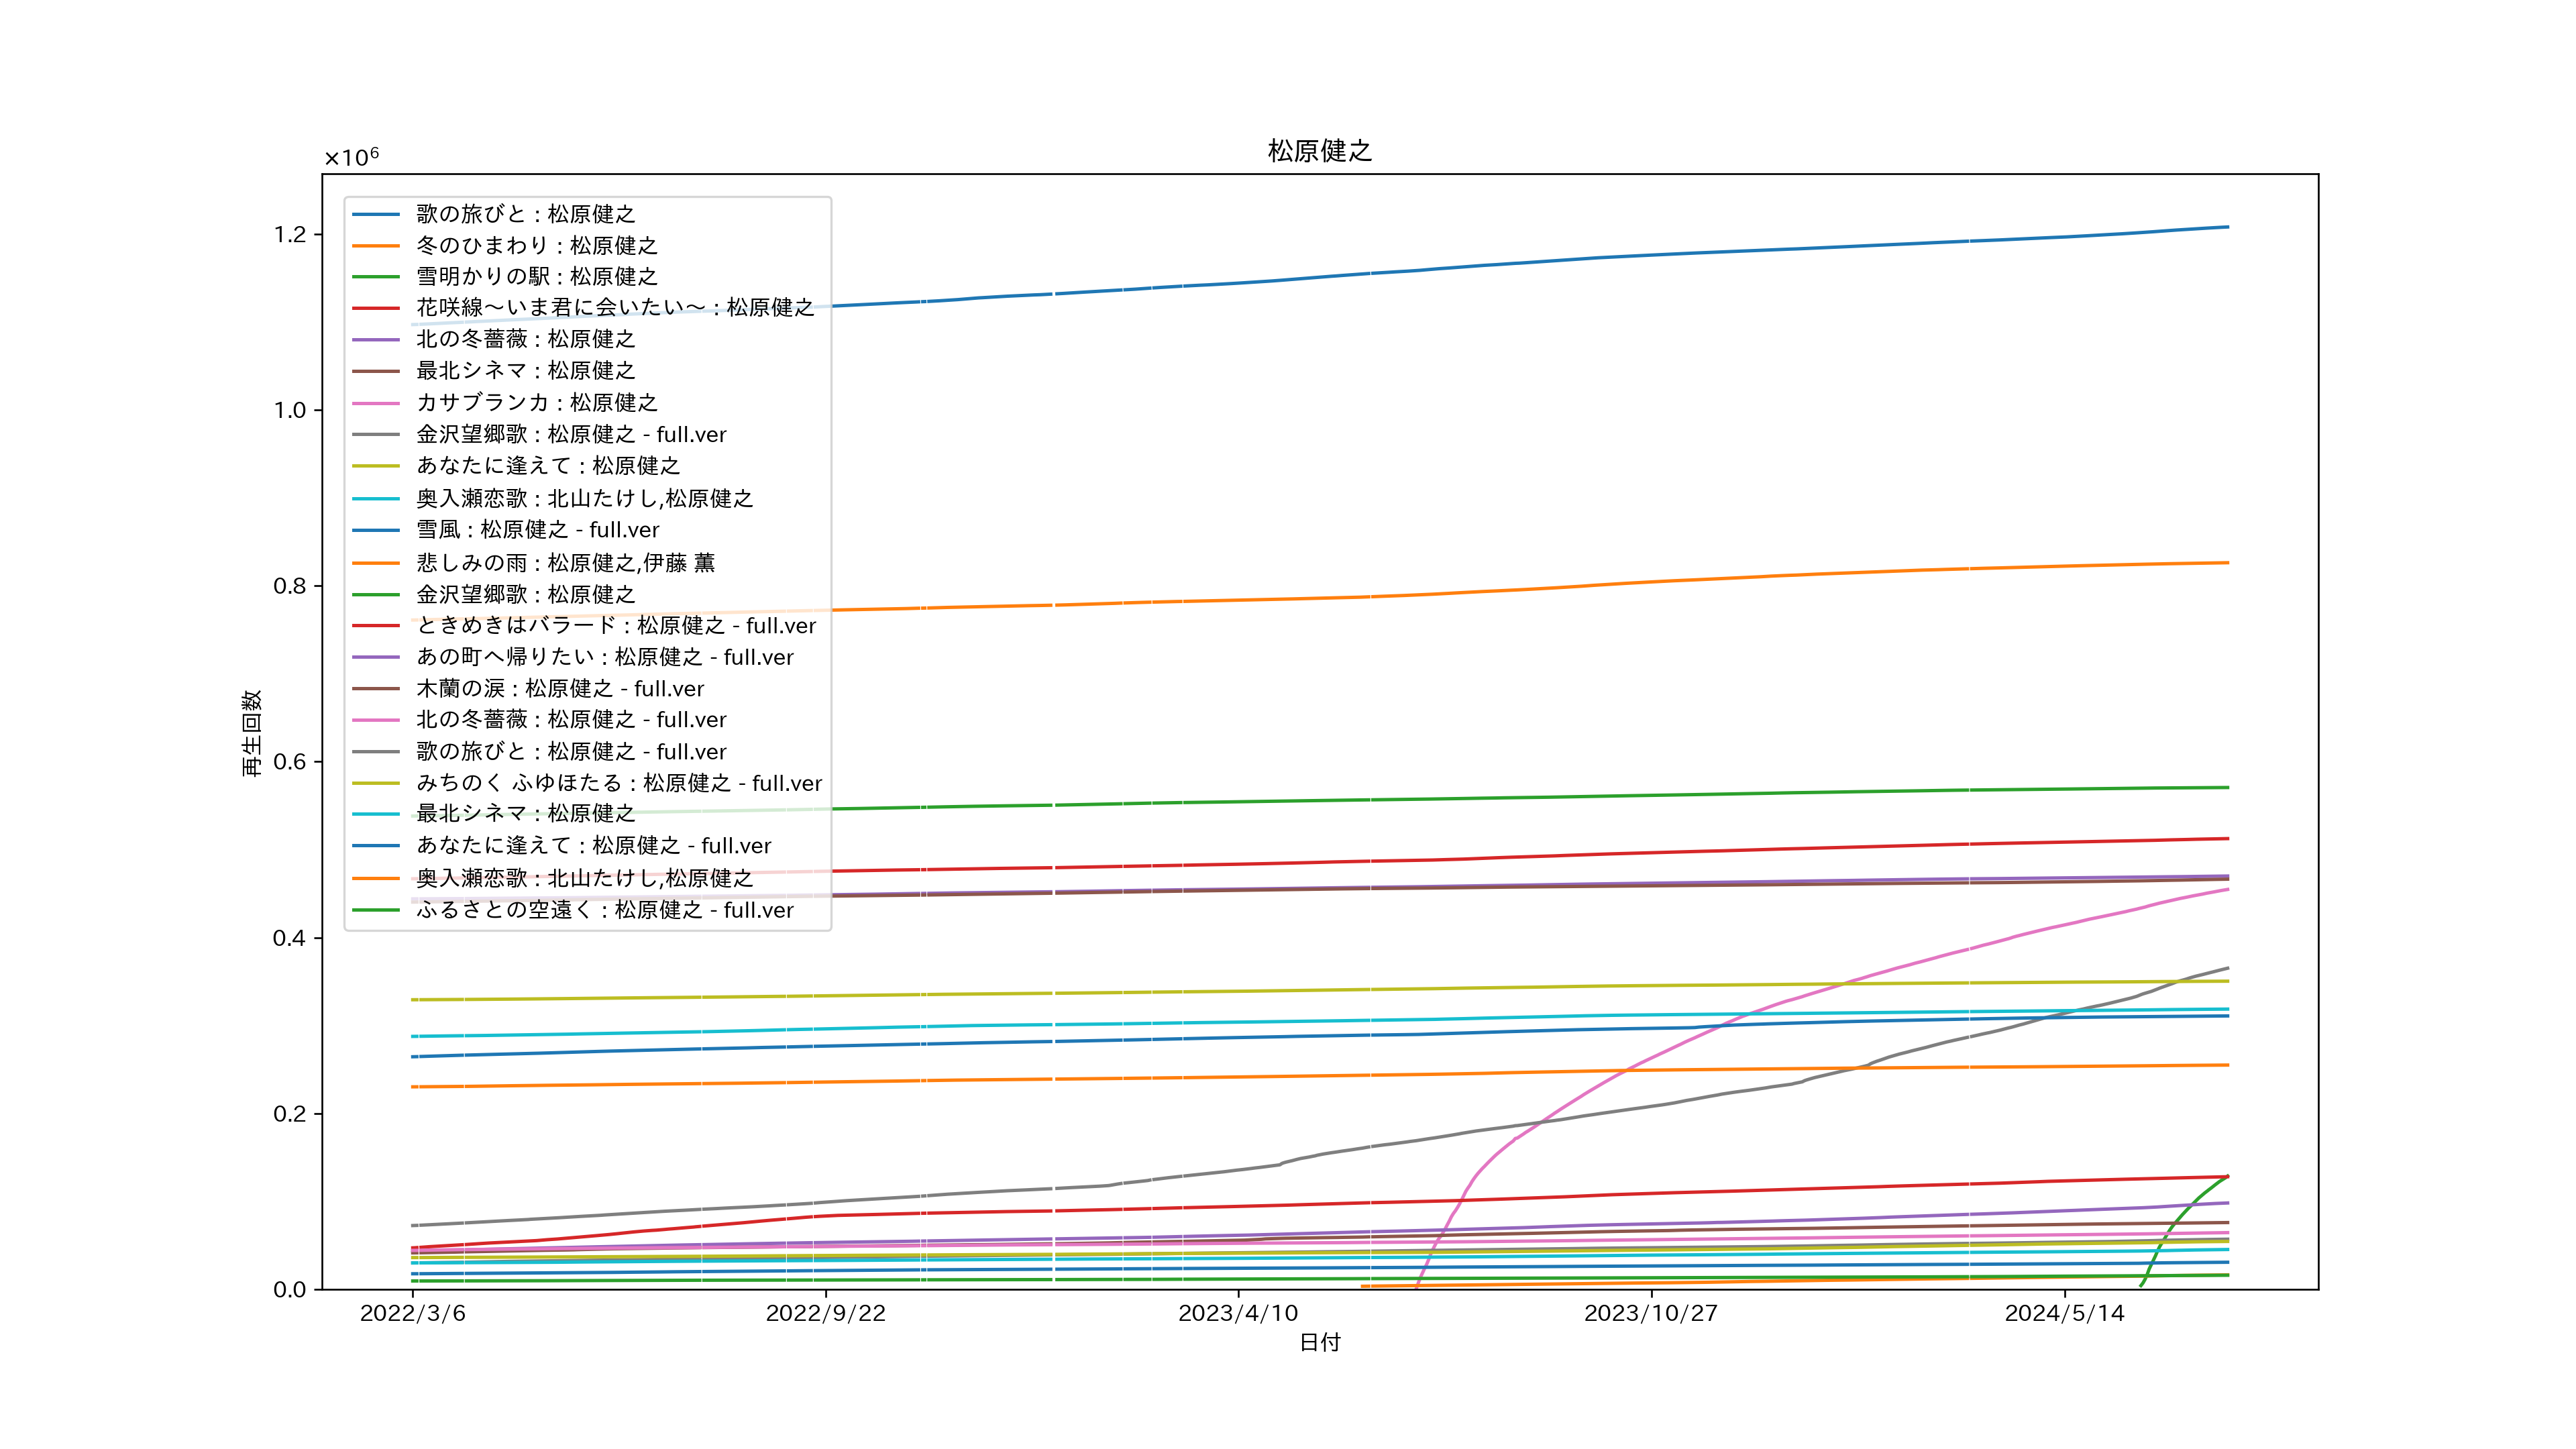 松原健之
×10⁶
1.2
1.0
0.8
0.6
0.4
0.2
0.0
再生回数
歌の旅びと : 松原健之
冬のひまわり : 松原健之
雪明かりの駅 : 松原健之
花咲線～いま君に会いたい～ : 松原健之
北の冬薔薇 : 松原健之
最北シネマ : 松原健之
カサブランカ : 松原健之
金沢望郷歌 : 松原健之 - full.ver
あなたに逢えて : 松原健之
奥入瀬恋歌 : 北山たけし,松原健之
雪風 : 松原健之 - full.ver
悲しみの雨 : 松原健之,伊藤 薫
金沢望郷歌 : 松原健之
ときめきはバラード : 松原健之 - full.ver
あの町へ帰りたい : 松原健之 - full.ver
木蘭の涙 : 松原健之 - full.ver
北の冬薔薇 : 松原健之 - full.ver
歌の旅びと : 松原健之 - full.ver
みちのく ふゆほたる : 松原健之 - full.ver
最北シネマ : 松原健之
あなたに逢えて : 松原健之 - full.ver
奥入瀬恋歌 : 北山たけし,松原健之
ふるさとの空遠く : 松原健之 - full.ver
2022/3/6
2022/9/22
2023/4/10
2023/10/27
2024/5/14
日付